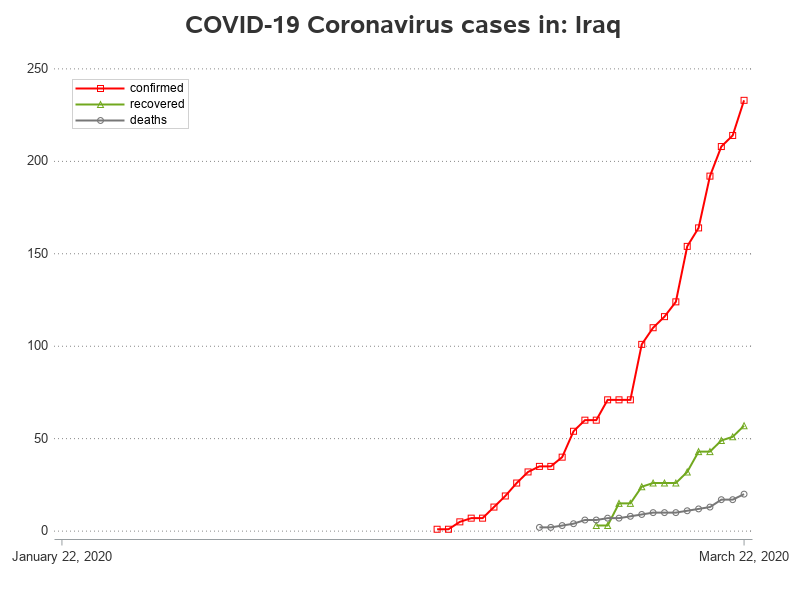 COVID-19 Coronavirus cases in: Iraq
250
confirmed
recovered
deaths
200
150
100
50
0
January 22, 2020
March 22, 2020